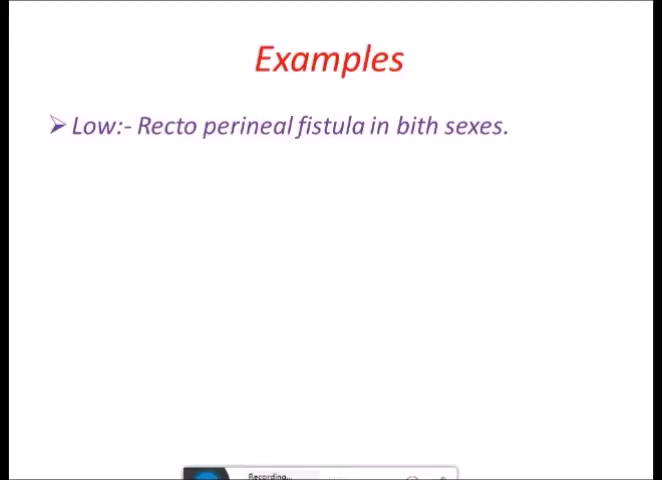 Examples
➢ Low:- Recto perineal fistula in bith sexes.
Recording...